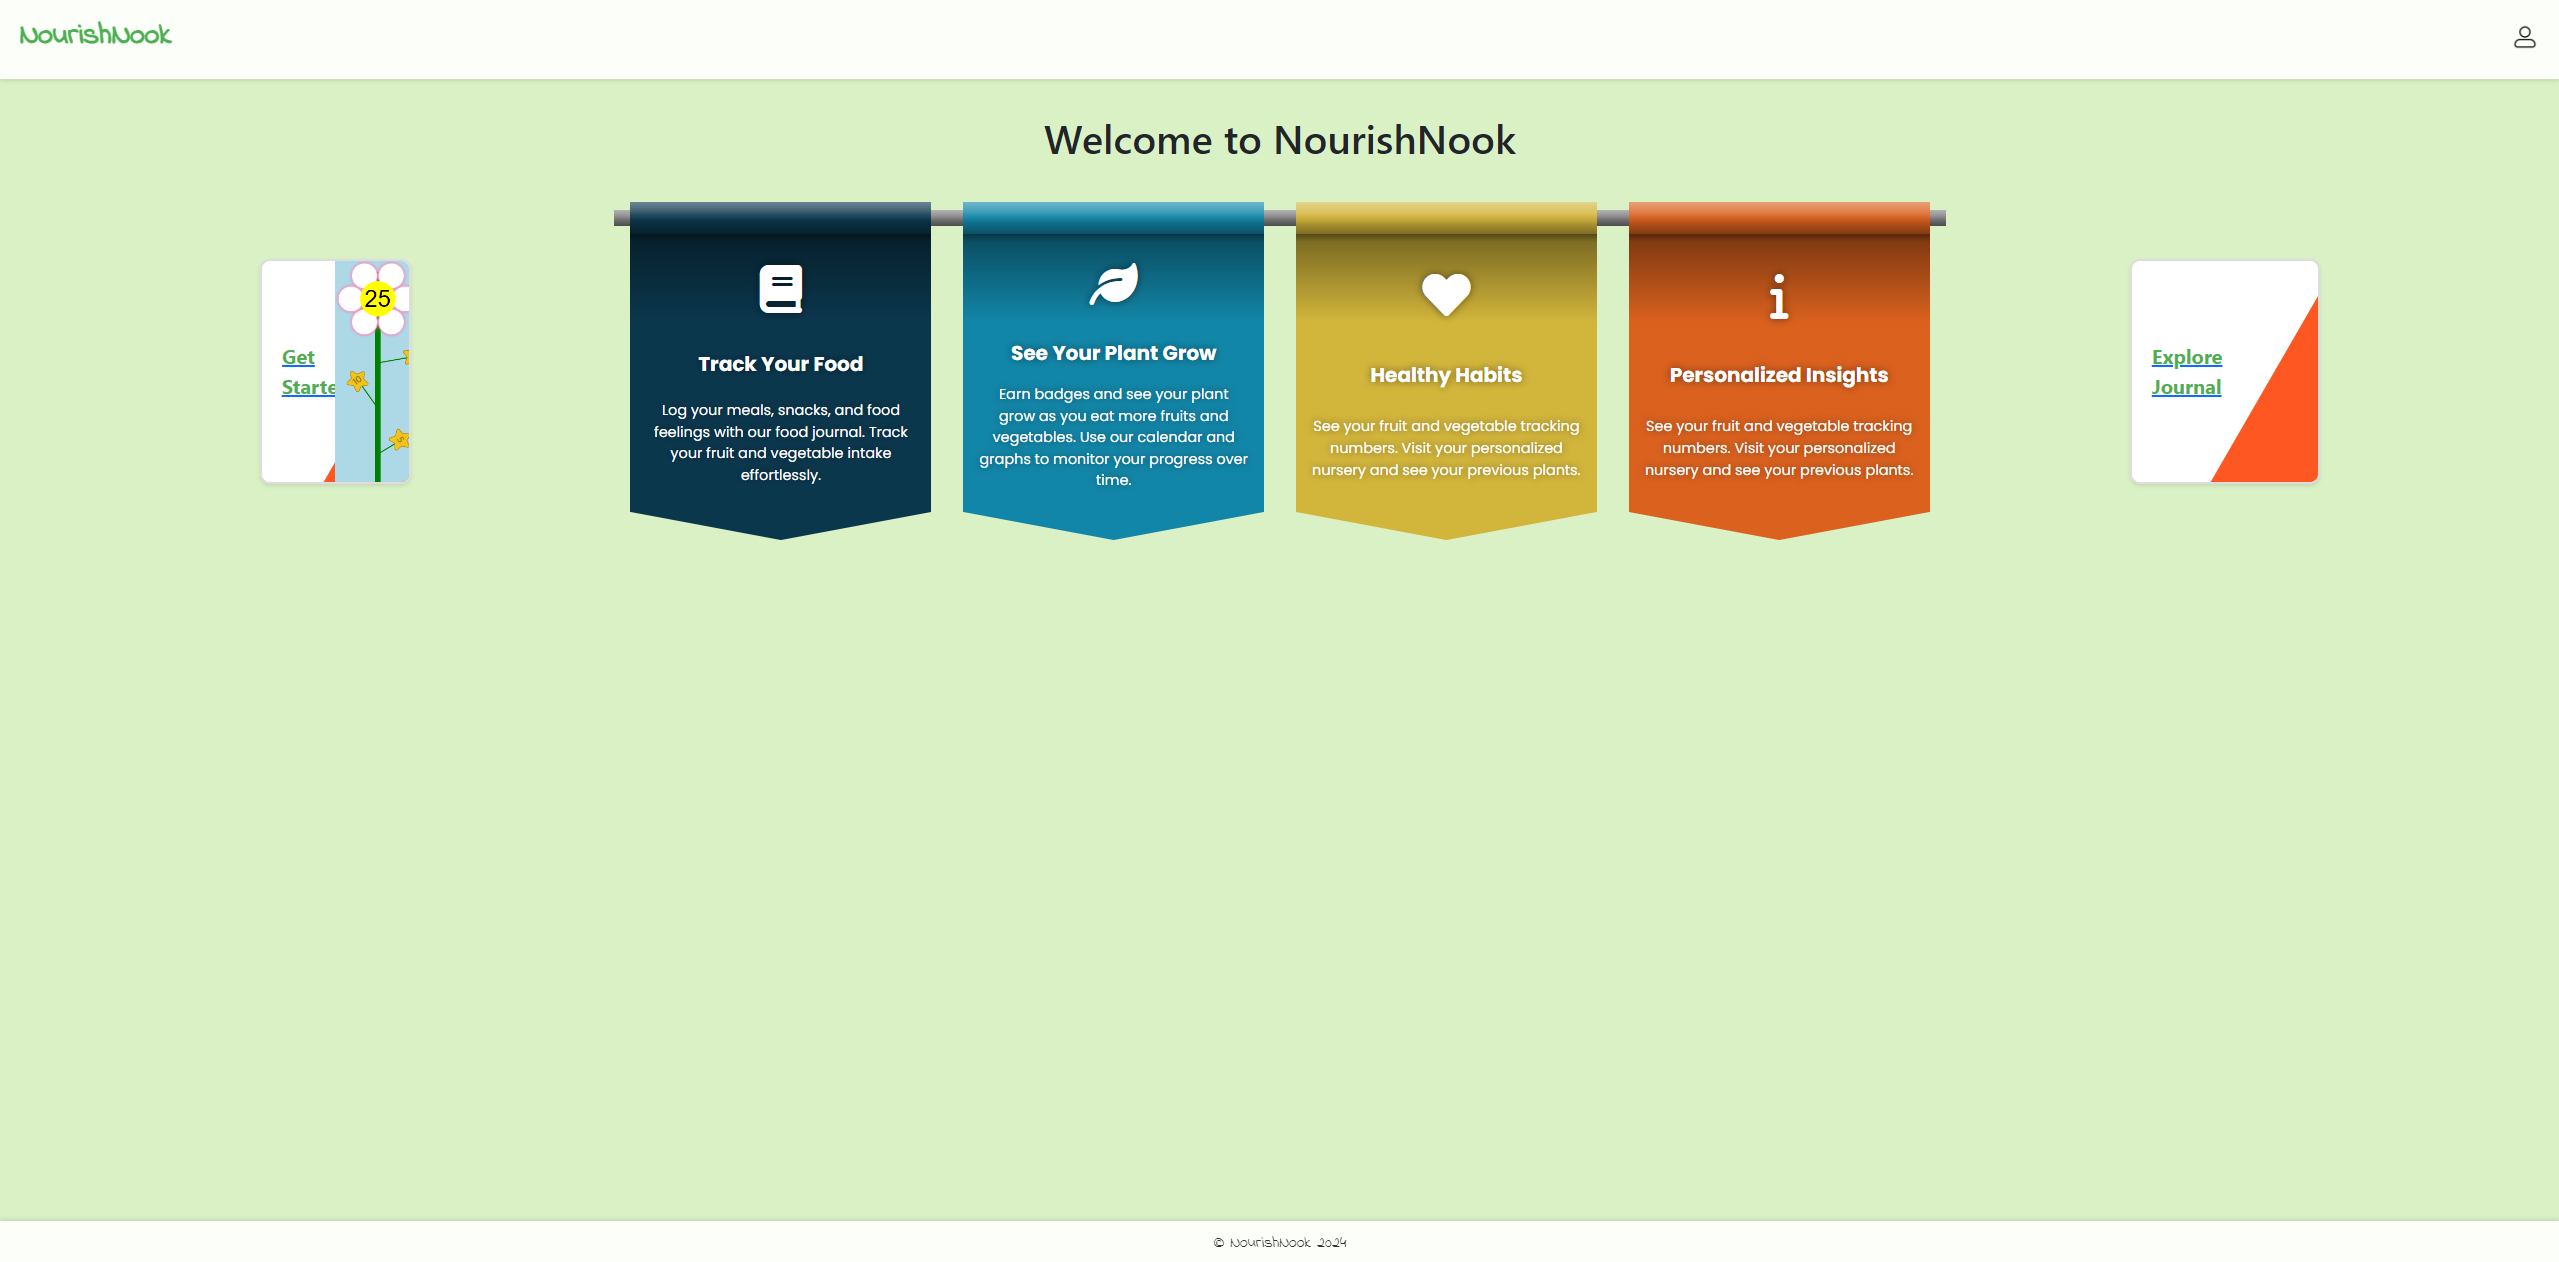 NourishNook
Welcome to NourishNook
25
10
5
Get
Starte
Track Your Food
Log your meals, snacks, and food
feelings with our food journal. Track
your fruit and vegetable intake
effortlessly.
See Your Plant Grow
Earn badges and see your plant
grow as you eat more fruits and
vegetables. Use our calendar and
graphs to monitor your progress over
time.
Healthy Habits
See your fruit and vegetable tracking
numbers. Visit your personalized
nursery and see your previous plants.
Personalized Insights
See your fruit and vegetable tracking
numbers. Visit your personalized
nursery and see your previous plants.
Explore
Journal
© NourishNook 2024